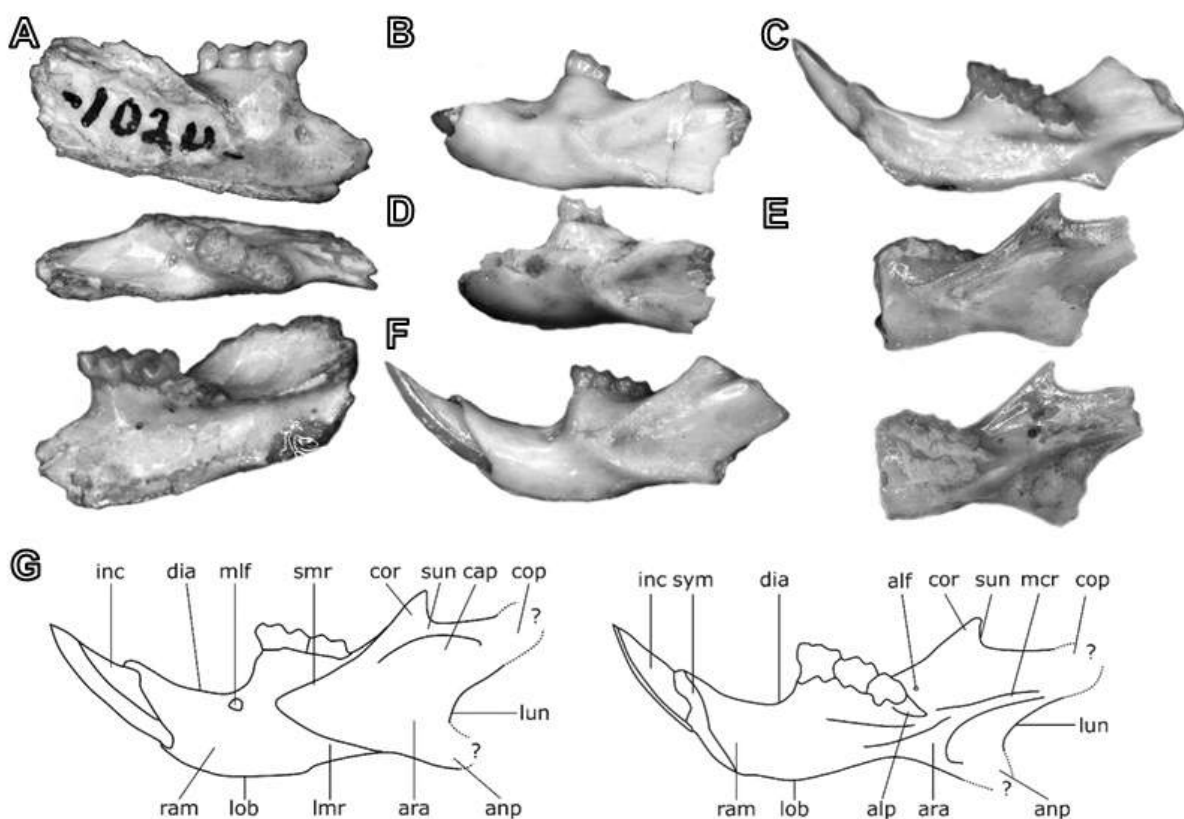 A
B
C
-1020-
D
E
F
G
inc dia mlf smr cor sun cap cop
?
lun
?
ram lob lmr ara anp
inc sym dia alf cor sun mcr cop
?
lun
?
ram lob alp ara anp